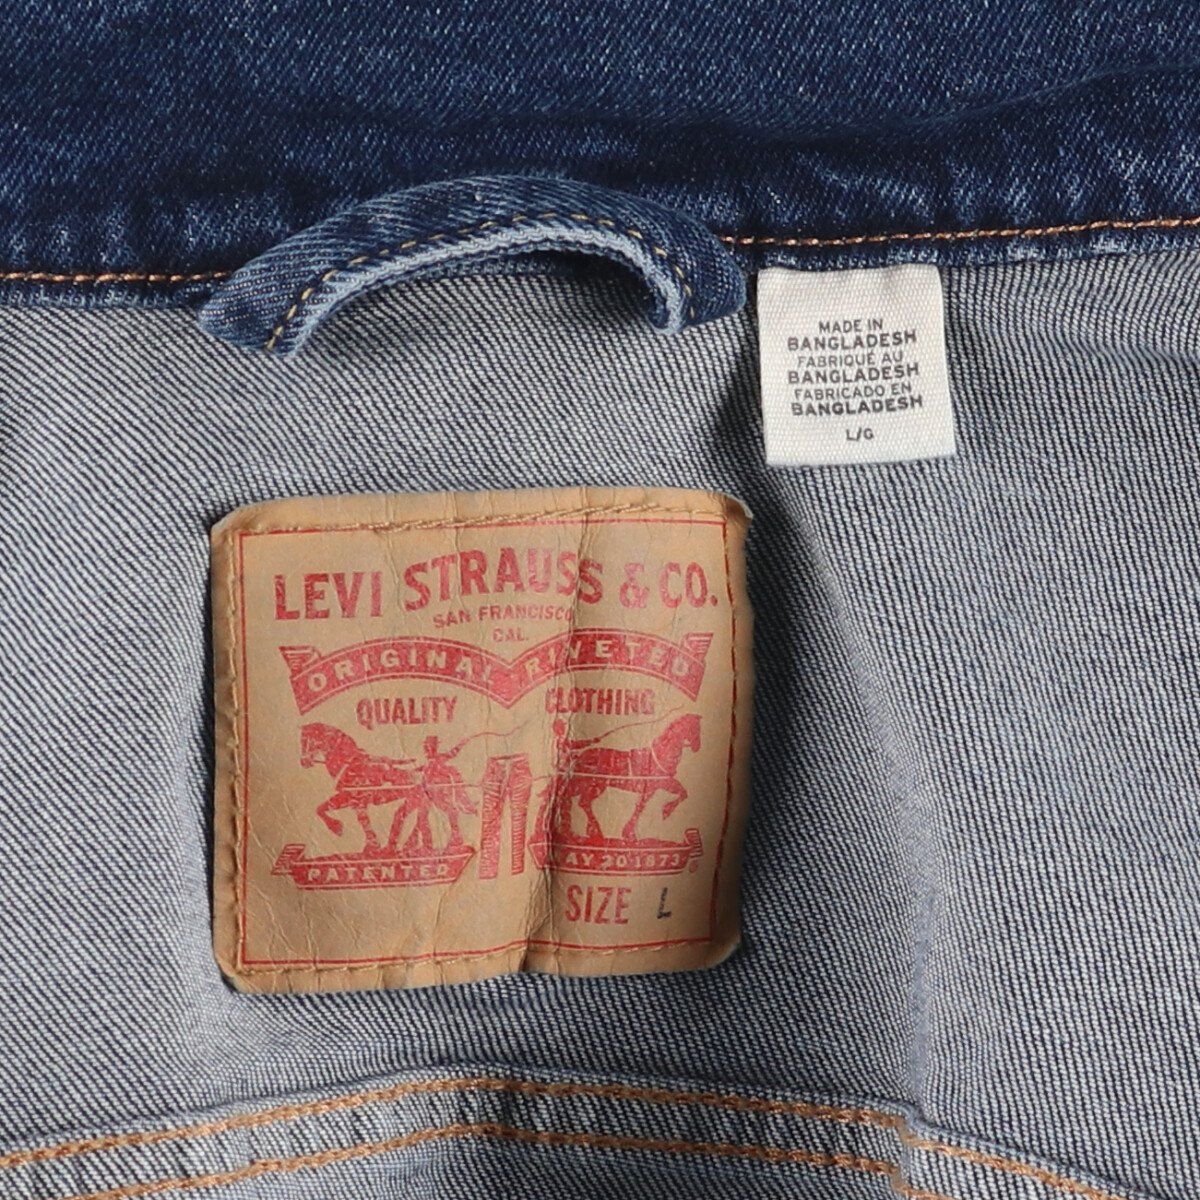 MADE IN
BANGLADESH
FABRIQUÉ AU
BANGLADESH
FABRICADO EN
BANGLADESH
L/G
LEVI STRAUSS & CO.
SAN FRANCISCO
CAL.
ORIGINAL RIVETED
QUALITY CLOTHING
PATENTED MAY 20 1873
SIZE L